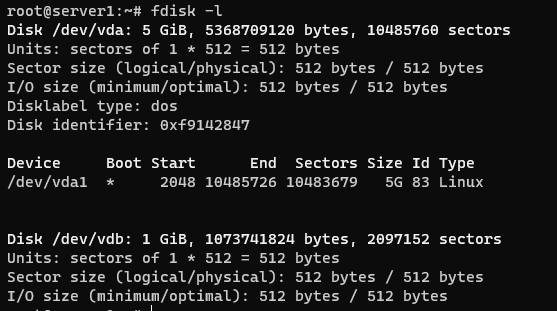 root@server1:~# fdisk -l
Disk /dev/vda: 5 GiB, 5368709120 bytes, 10485760 sectors
Units: sectors of 1 * 512 = 512 bytes
Sector size (logical/physical): 512 bytes / 512 bytes
I/O size (minimum/optimal): 512 bytes / 512 bytes
Disklabel type: dos
Disk identifier: 0xf9142847
Device     Boot Start      End  Sectors Size Id Type
/dev/vda1  *     2048 10485726 10483679   5G 83 Linux
Disk /dev/vdb: 1 GiB, 1073741824 bytes, 2097152 sectors
Units: sectors of 1 * 512 = 512 bytes
Sector size (logical/physical): 512 bytes / 512 bytes
I/O size (minimum/optimal): 512 bytes / 512 bytes